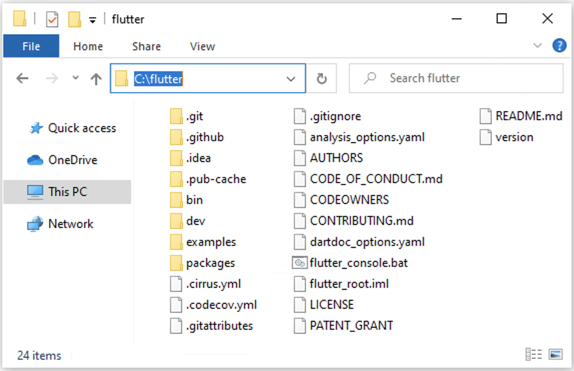 flutter
File Home Share View
C:\flutter
Search flutter
Quick access
OneDrive
This PC
Network
.git
.github
.idea
.pub-cache
bin
dev
examples
packages
.cirrus.yml
.codecov.yml
.gitattributes
.gitignore
analysis_options.yaml
AUTHORS
CODE_OF_CONDUCT.md
CODEOWNERS
CONTRIBUTING.md
dartdoc_options.yaml
flutter_console.bat
flutter_root.iml
LICENSE
PATENT_GRANT
README.md
version
24 items